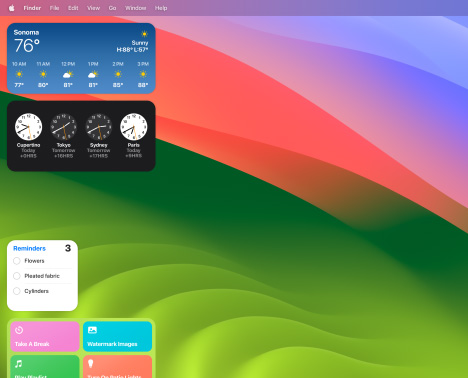 Finder File Edit View Go Window Help
Sonoma
76°
Sunny
H:88° L:57°
10 AM 11 AM 12 PM 1 PM 2 PM 3 PM
77° 80° 81° 81° 85° 88°
Cupertino Tokyo Sydney Paris
Today Tomorrow Tomorrow Today
+0HRS +16HRS +17HRS +9HRS
Reminders 3
Flowers
Pleated fabric
Cylinders
Take A Break Watermark Images
Play Playlist Turn On Patio Lights